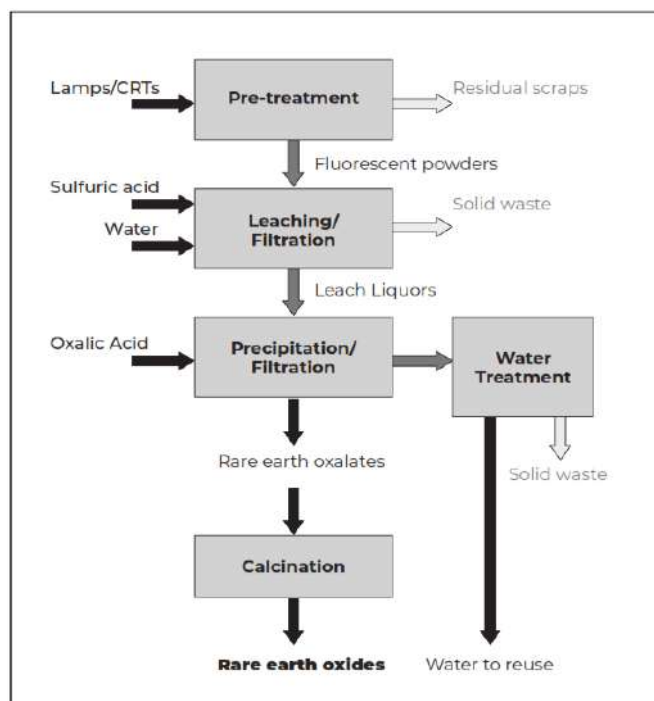 Lamps/CRTs
Pre-treatment
Residual scraps
Fluorescent powders
Sulfuric acid
Water
Leaching/
Filtration
Solid waste
Leach Liquors
Oxalic Acid
Precipitation/
Filtration
Water
Treatment
Rare earth oxalates
Solid waste
Calcination
Rare earth oxides
Water to reuse